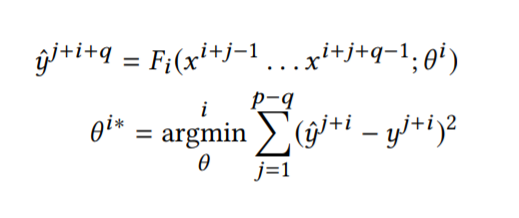 ŷ^{j+i+q} = F_i(x^{i+j−1} … x^{i+j+q−1}; θ^i)
θ^{i*} = argmin_θ^i ∑_{j=1}^{p−q} (ŷ^{j+i} − y^{j+i})^2